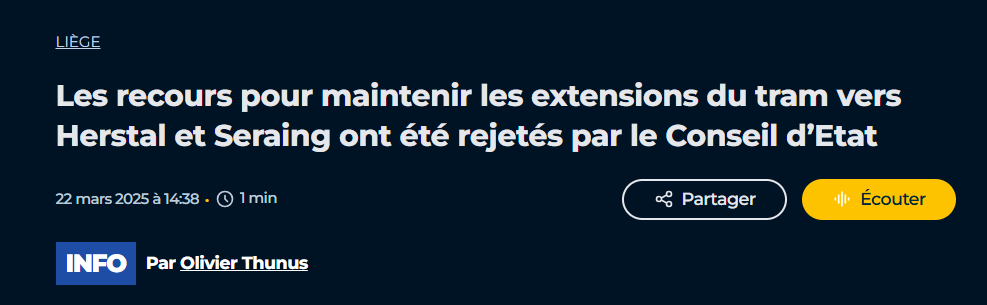 LIÈGE
Les recours pour maintenir les extensions du tram vers
Herstal et Seraing ont été rejetés par le Conseil d’Etat
22 mars 2025 à 14:38 • 1 min
Partager
Écouter
INFO Par Olivier Thunus